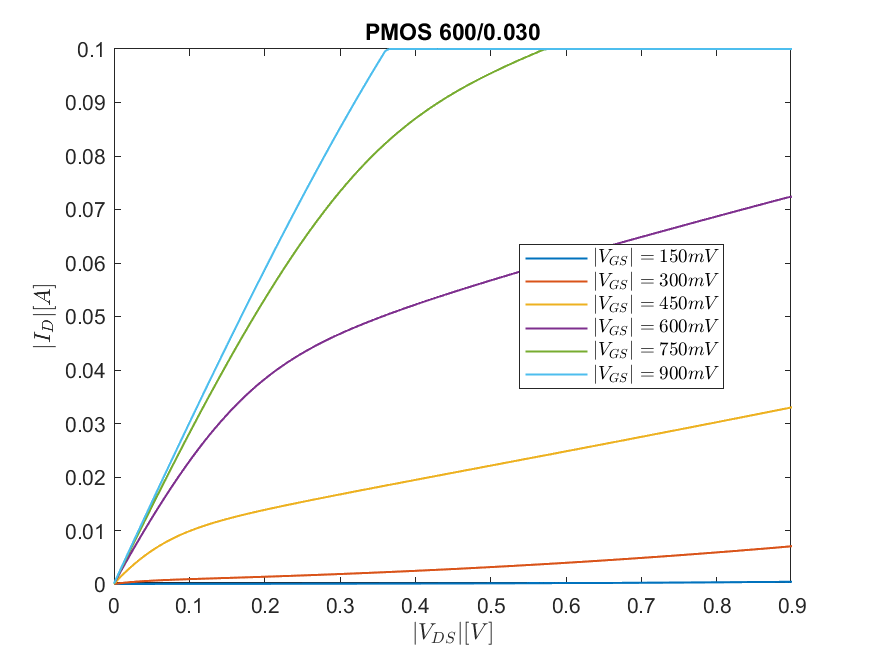 PMOS 600/0.030
0.1
0.09
0.08
0.07
0.06
0.05
0.04
0.03
0.02
0.01
0
|I_D|[A]
|V_GS| = 150mV
|V_GS| = 300mV
|V_GS| = 450mV
|V_GS| = 600mV
|V_GS| = 750mV
|V_GS| = 900mV
0 0.1 0.2 0.3 0.4 0.5 0.6 0.7 0.8 0.9
|V_DS|[V]